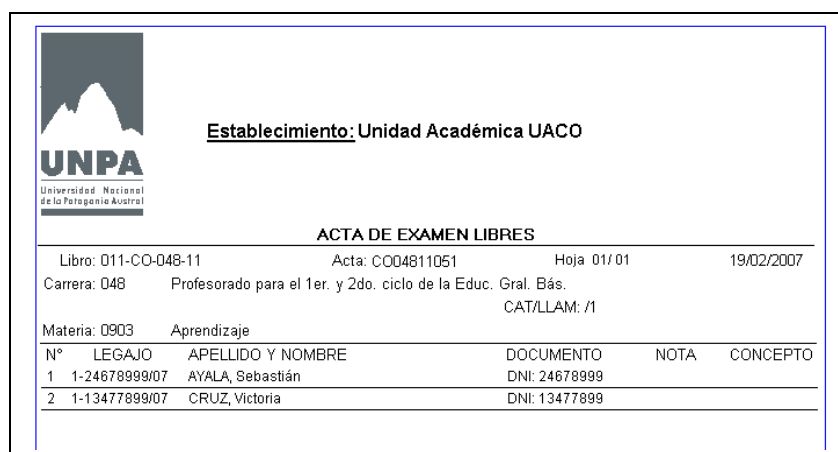 UNPA
Universidad Nacional
de la Patagonia Austral
Establecimiento: Unidad Académica UACO
ACTA DE EXAMEN LIBRES
Libro: 011-CO-048-11 Acta: CO04811051 Hoja 01/01 19/02/2007
Carrera: 048 Profesorado para el 1er. y 2do. ciclo de la Educ. Gral. Bás.
CAT/LLAM: /1
Materia: 0903 Aprendizaje
N° LEGAJO APELLIDO Y NOMBRE DOCUMENTO NOTA CONCEPTO
1 1-24678999/07 AYALA, Sebastián DNI: 24678999
2 1-13477899/07 CRUZ, Victoria DNI: 13477899